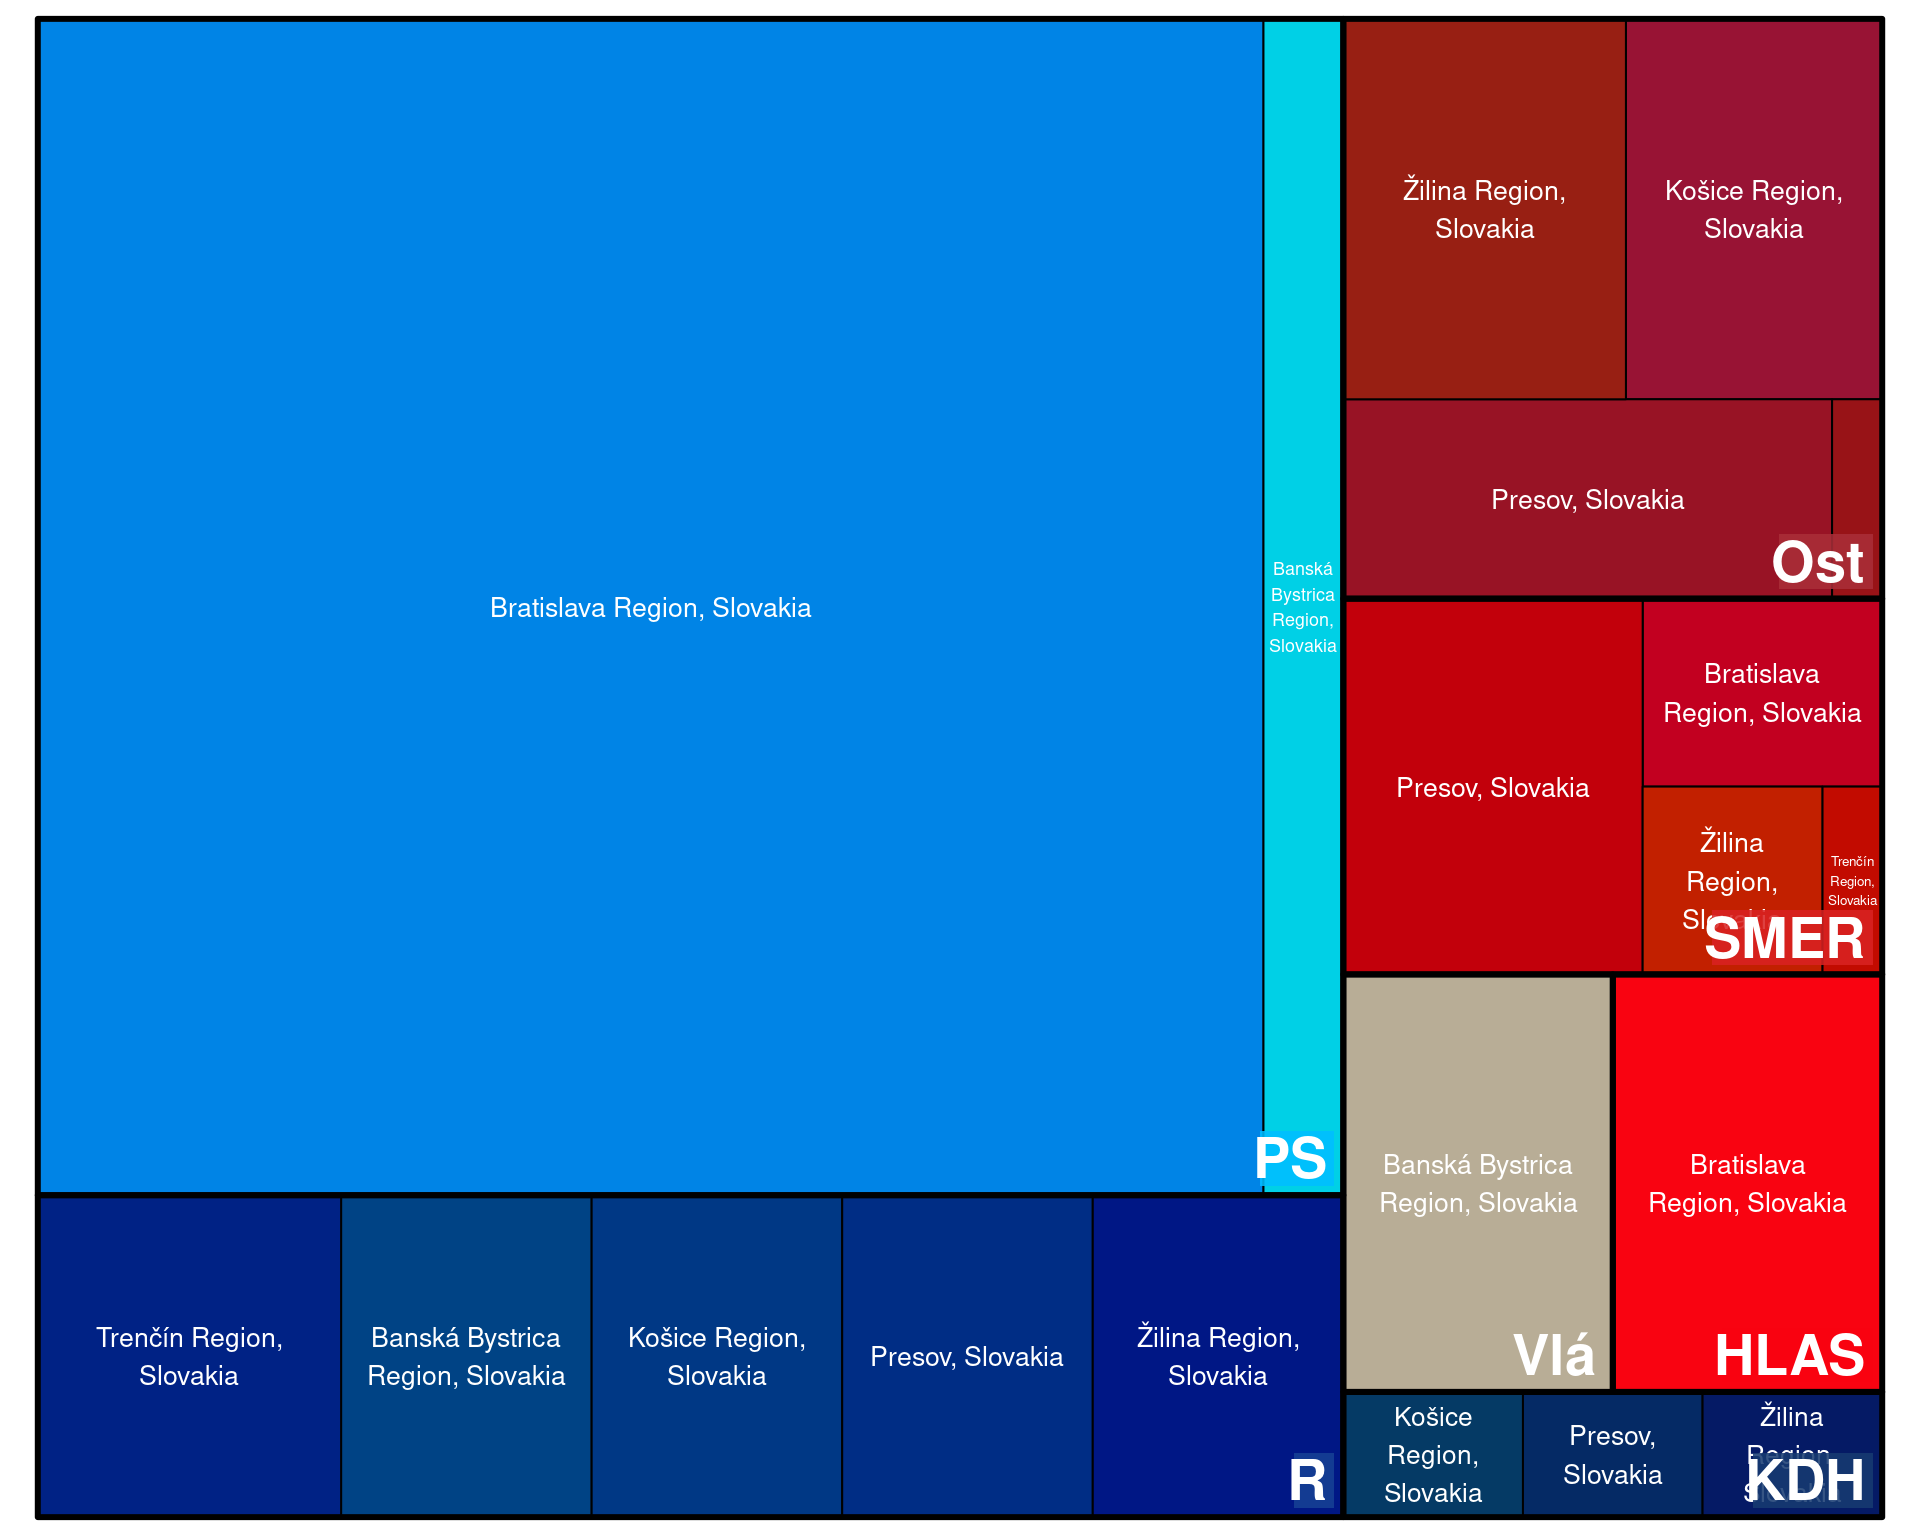 Bratislava Region, Slovakia
Banská
Bystrica
Region,
Slovakia
PS
Trenčín Region,
Slovakia
Banská Bystrica
Region, Slovakia
Košice Region,
Slovakia
Presov, Slovakia
Žilina Region,
Slovakia
R
Žilina Region,
Slovakia
Košice Region,
Slovakia
Presov, Slovakia
Ost
Presov, Slovakia
Bratislava
Region, Slovakia
Žilina
Region,
Slovakia
Trenčín
Region,
Slovakia
SMER
Banská Bystrica
Region, Slovakia
Vlá
Bratislava
Region, Slovakia
HLAS
Košice
Region,
Slovakia
Presov,
Slovakia
Žilina
Region,
Slovakia
KDH